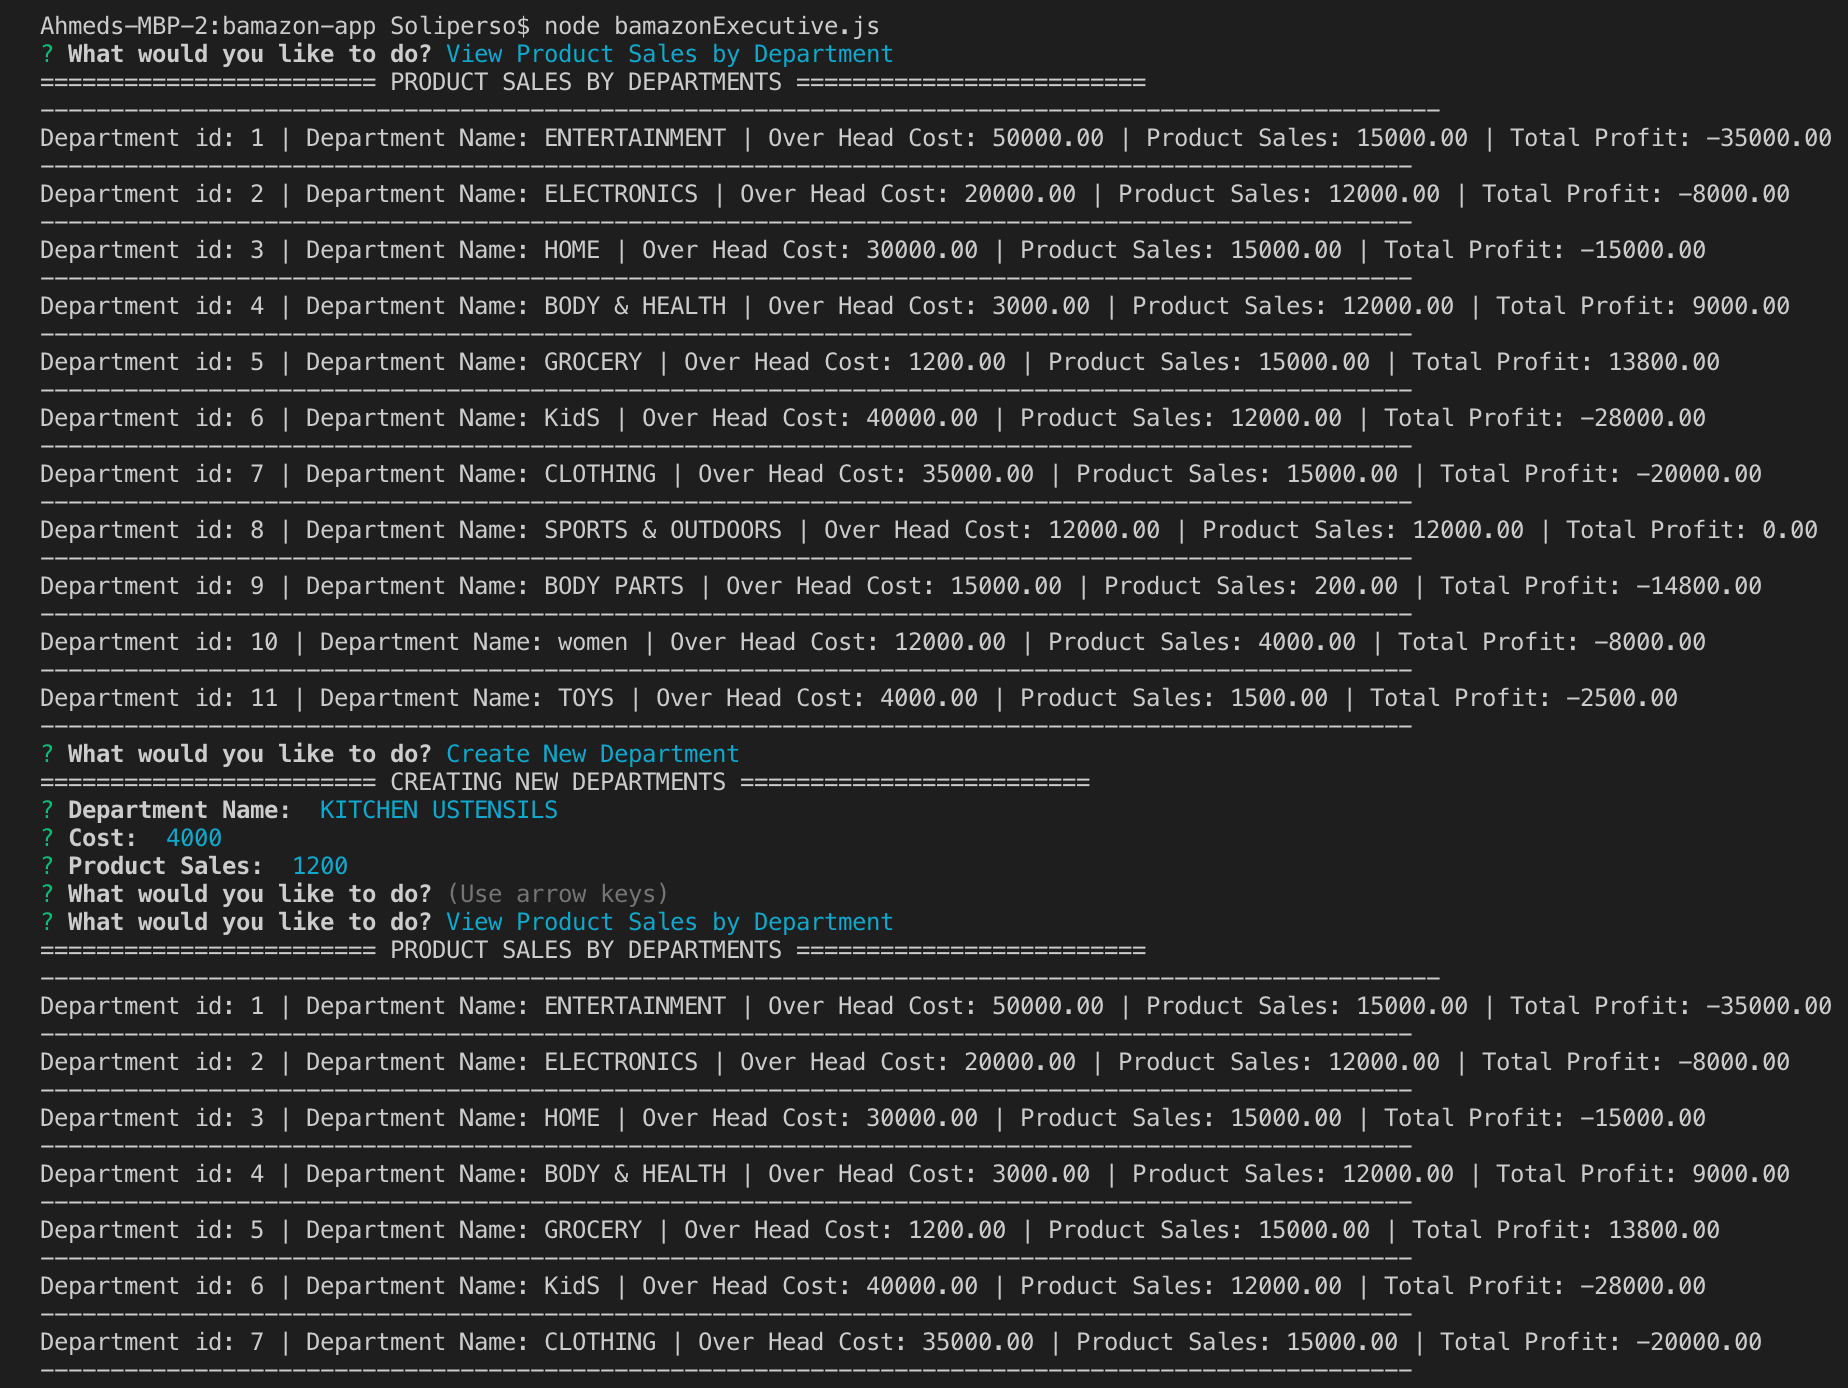 Ahmeds-MBP-2:bamazon-app Soliperso$ node bamazonExecutive.js
? What would you like to do? View Product Sales by Department
======================== PRODUCT SALES BY DEPARTMENTS =========================
----------------------------------------------------------------------------------------------------
Department id: 1 | Department Name: ENTERTAINMENT | Over Head Cost: 50000.00 | Product Sales: 15000.00 | Total Profit: -35000.00
--------------------------------------------------------------------------------------------------
Department id: 2 | Department Name: ELECTRONICS | Over Head Cost: 20000.00 | Product Sales: 12000.00 | Total Profit: -8000.00
--------------------------------------------------------------------------------------------------
Department id: 3 | Department Name: HOME | Over Head Cost: 30000.00 | Product Sales: 15000.00 | Total Profit: -15000.00
--------------------------------------------------------------------------------------------------
Department id: 4 | Department Name: BODY & HEALTH | Over Head Cost: 3000.00 | Product Sales: 12000.00 | Total Profit: 9000.00
--------------------------------------------------------------------------------------------------
Department id: 5 | Department Name: GROCERY | Over Head Cost: 1200.00 | Product Sales: 15000.00 | Total Profit: 13800.00
--------------------------------------------------------------------------------------------------
Department id: 6 | Department Name: KidS | Over Head Cost: 40000.00 | Product Sales: 12000.00 | Total Profit: -28000.00
--------------------------------------------------------------------------------------------------
Department id: 7 | Department Name: CLOTHING | Over Head Cost: 35000.00 | Product Sales: 15000.00 | Total Profit: -20000.00
--------------------------------------------------------------------------------------------------
Department id: 8 | Department Name: SPORTS & OUTDOORS | Over Head Cost: 12000.00 | Product Sales: 12000.00 | Total Profit: 0.00
--------------------------------------------------------------------------------------------------
Department id: 9 | Department Name: BODY PARTS | Over Head Cost: 15000.00 | Product Sales: 200.00 | Total Profit: -14800.00
--------------------------------------------------------------------------------------------------
Department id: 10 | Department Name: women | Over Head Cost: 12000.00 | Product Sales: 4000.00 | Total Profit: -8000.00
--------------------------------------------------------------------------------------------------
Department id: 11 | Department Name: TOYS | Over Head Cost: 4000.00 | Product Sales: 1500.00 | Total Profit: -2500.00
--------------------------------------------------------------------------------------------------
? What would you like to do? Create New Department
======================== CREATING NEW DEPARTMENTS =========================
? Department Name:  KITCHEN USTENSILS
? Cost:  4000
? Product Sales:  1200
? What would you like to do? (Use arrow keys)
? What would you like to do? View Product Sales by Department
======================== PRODUCT SALES BY DEPARTMENTS =========================
----------------------------------------------------------------------------------------------------
Department id: 1 | Department Name: ENTERTAINMENT | Over Head Cost: 50000.00 | Product Sales: 15000.00 | Total Profit: -35000.00
--------------------------------------------------------------------------------------------------
Department id: 2 | Department Name: ELECTRONICS | Over Head Cost: 20000.00 | Product Sales: 12000.00 | Total Profit: -8000.00
--------------------------------------------------------------------------------------------------
Department id: 3 | Department Name: HOME | Over Head Cost: 30000.00 | Product Sales: 15000.00 | Total Profit: -15000.00
--------------------------------------------------------------------------------------------------
Department id: 4 | Department Name: BODY & HEALTH | Over Head Cost: 3000.00 | Product Sales: 12000.00 | Total Profit: 9000.00
--------------------------------------------------------------------------------------------------
Department id: 5 | Department Name: GROCERY | Over Head Cost: 1200.00 | Product Sales: 15000.00 | Total Profit: 13800.00
--------------------------------------------------------------------------------------------------
Department id: 6 | Department Name: KidS | Over Head Cost: 40000.00 | Product Sales: 12000.00 | Total Profit: -28000.00
--------------------------------------------------------------------------------------------------
Department id: 7 | Department Name: CLOTHING | Over Head Cost: 35000.00 | Product Sales: 15000.00 | Total Profit: -20000.00
--------------------------------------------------------------------------------------------------